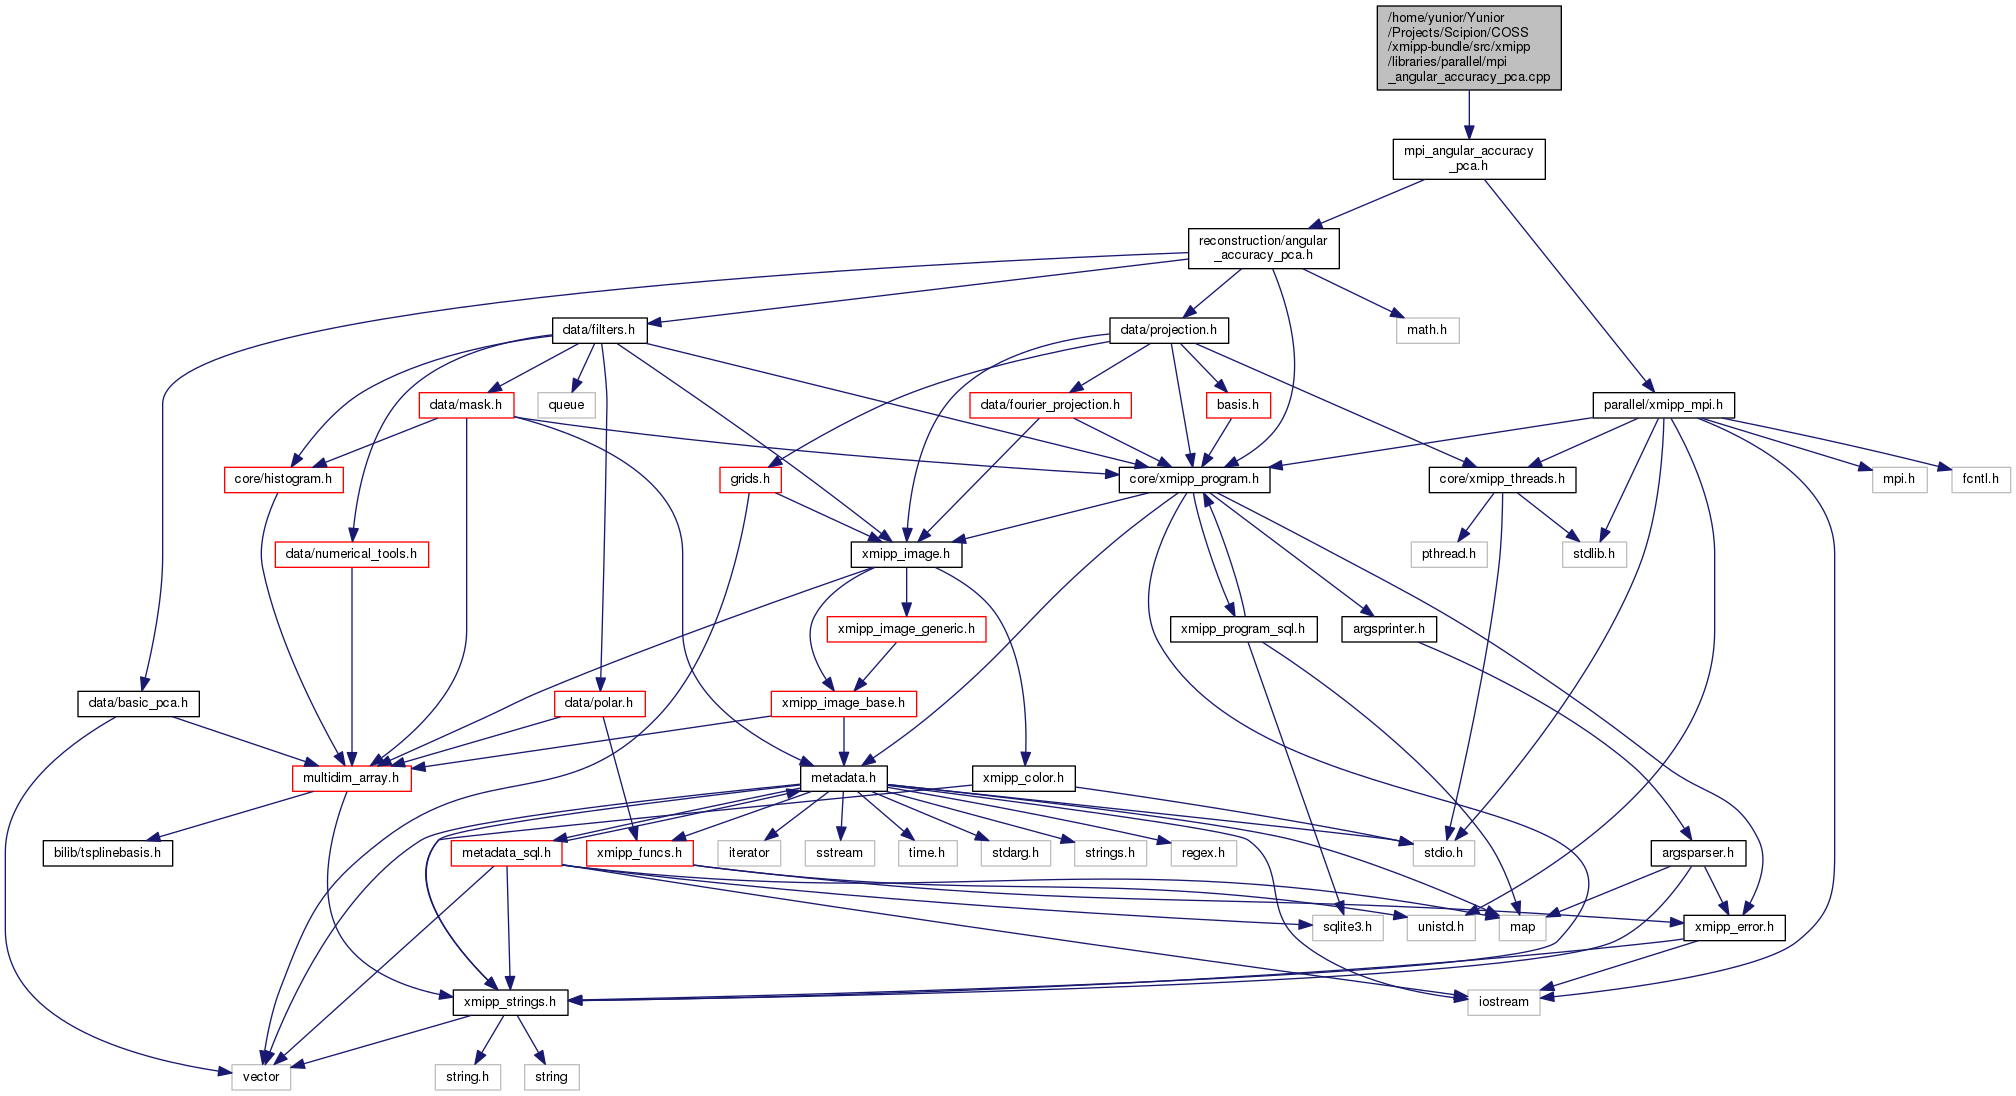 /home/yunior/Yunior
/Projects/Scipion/COSS
/xmipp-bundle/src/xmipp
/libraries/parallel/mpi
_angular_accuracy_pca.cpp
mpi_angular_accuracy
_pca.h
reconstruction/angular
_accuracy_pca.h
data/filters.h
data/projection.h
math.h
data/mask.h
queue
data/fourier_projection.h
basis.h
parallel/xmipp_mpi.h
core/histogram.h
grids.h
core/xmipp_program.h
core/xmipp_threads.h
mpi.h
fcntl.h
data/numerical_tools.h
xmipp_image.h
pthread.h
stdlib.h
xmipp_image_generic.h
xmipp_program_sql.h
argsprinter.h
data/basic_pca.h
data/polar.h
xmipp_image_base.h
multidim_array.h
metadata.h
xmipp_color.h
bilib/tsplinebasis.h
metadata_sql.h
xmipp_funcs.h
iterator
sstream
time.h
stdarg.h
strings.h
regex.h
stdio.h
argsparser.h
sqlite3.h
unistd.h
map
xmipp_error.h
xmipp_strings.h
iostream
vector
string.h
string